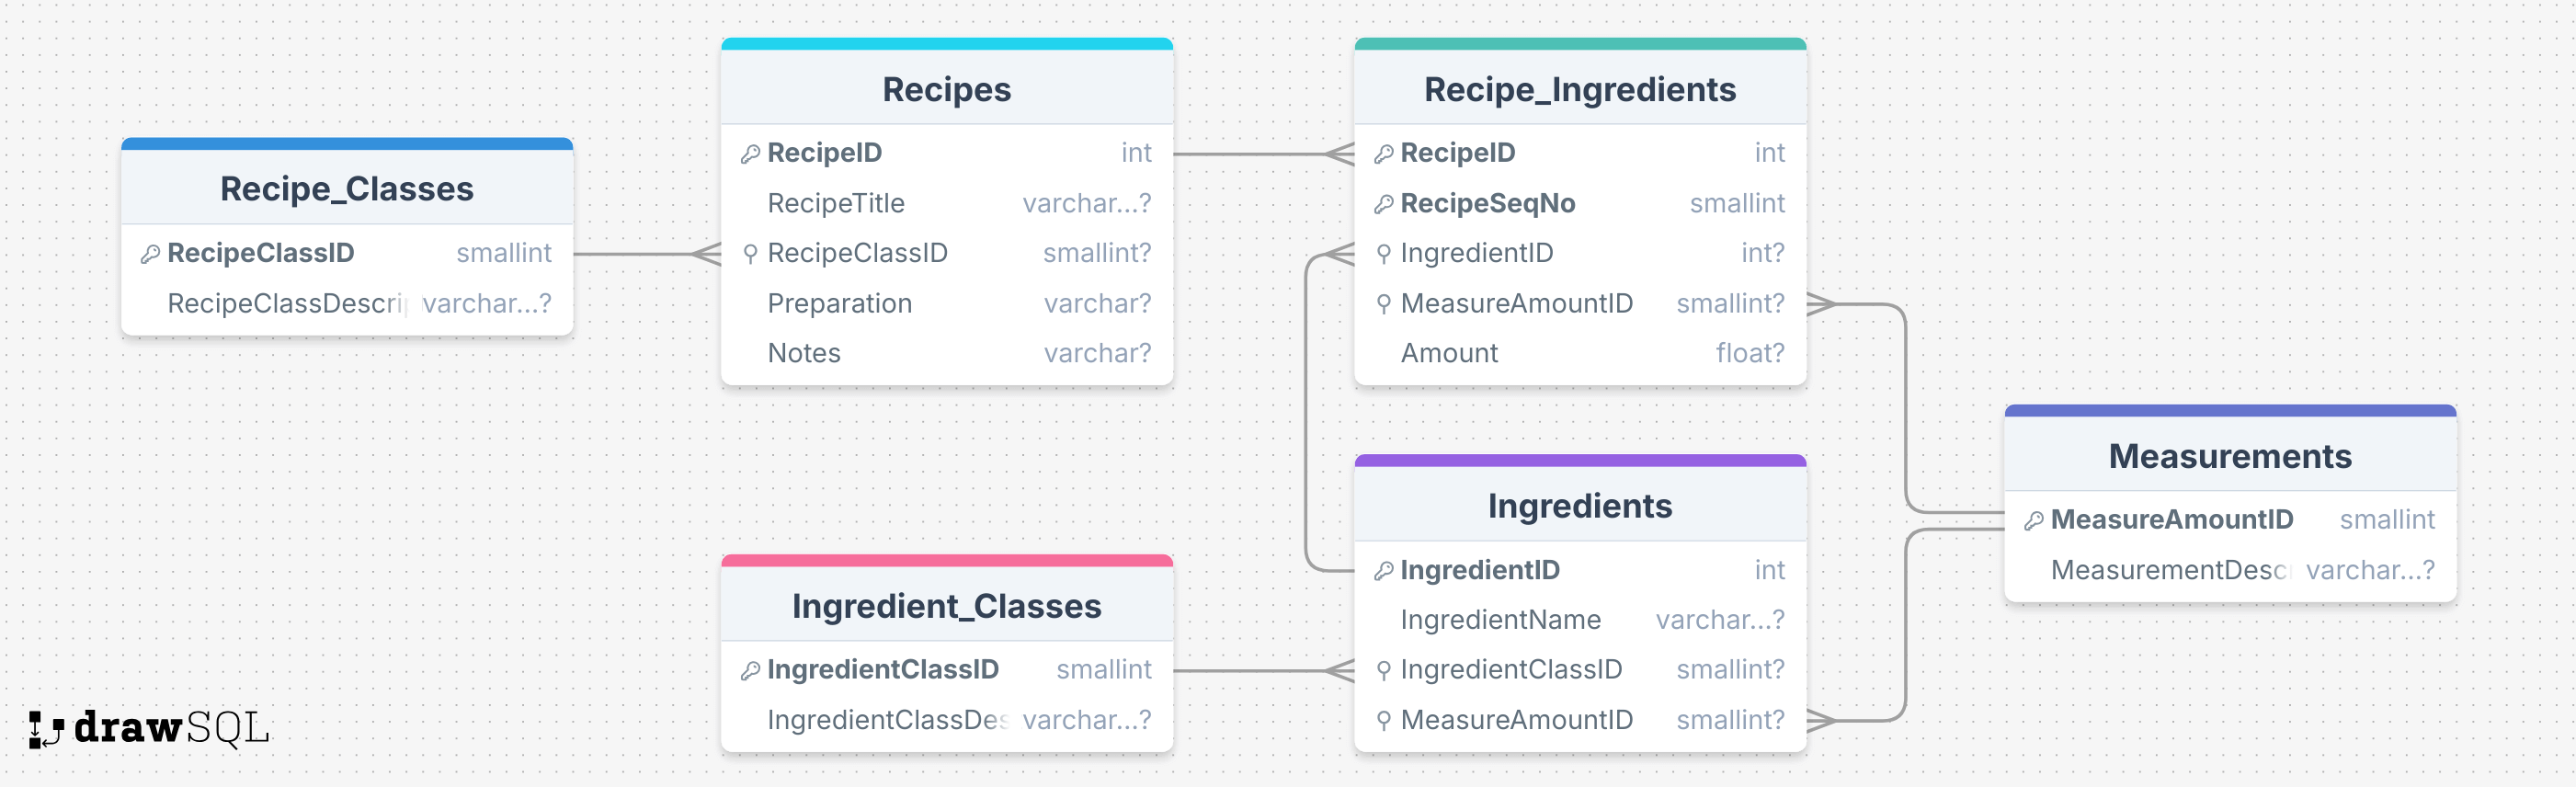 Recipe_Classes
RecipeClassID smallint
RecipeClassDescri varchar...?
Recipes
RecipeID int
RecipeTitle varchar...?
RecipeClassID smallint?
Preparation varchar?
Notes varchar?
Recipe_Ingredients
RecipeID int
RecipeSeqNo smallint
IngredientID int?
MeasureAmountID smallint?
Amount float?
Ingredient_Classes
IngredientClassID smallint
IngredientClassDes varchar...?
Ingredients
IngredientID int
IngredientName varchar...?
IngredientClassID smallint?
MeasureAmountID smallint?
Measurements
MeasureAmountID smallint
MeasurementDesc varchar...?
drawSQL